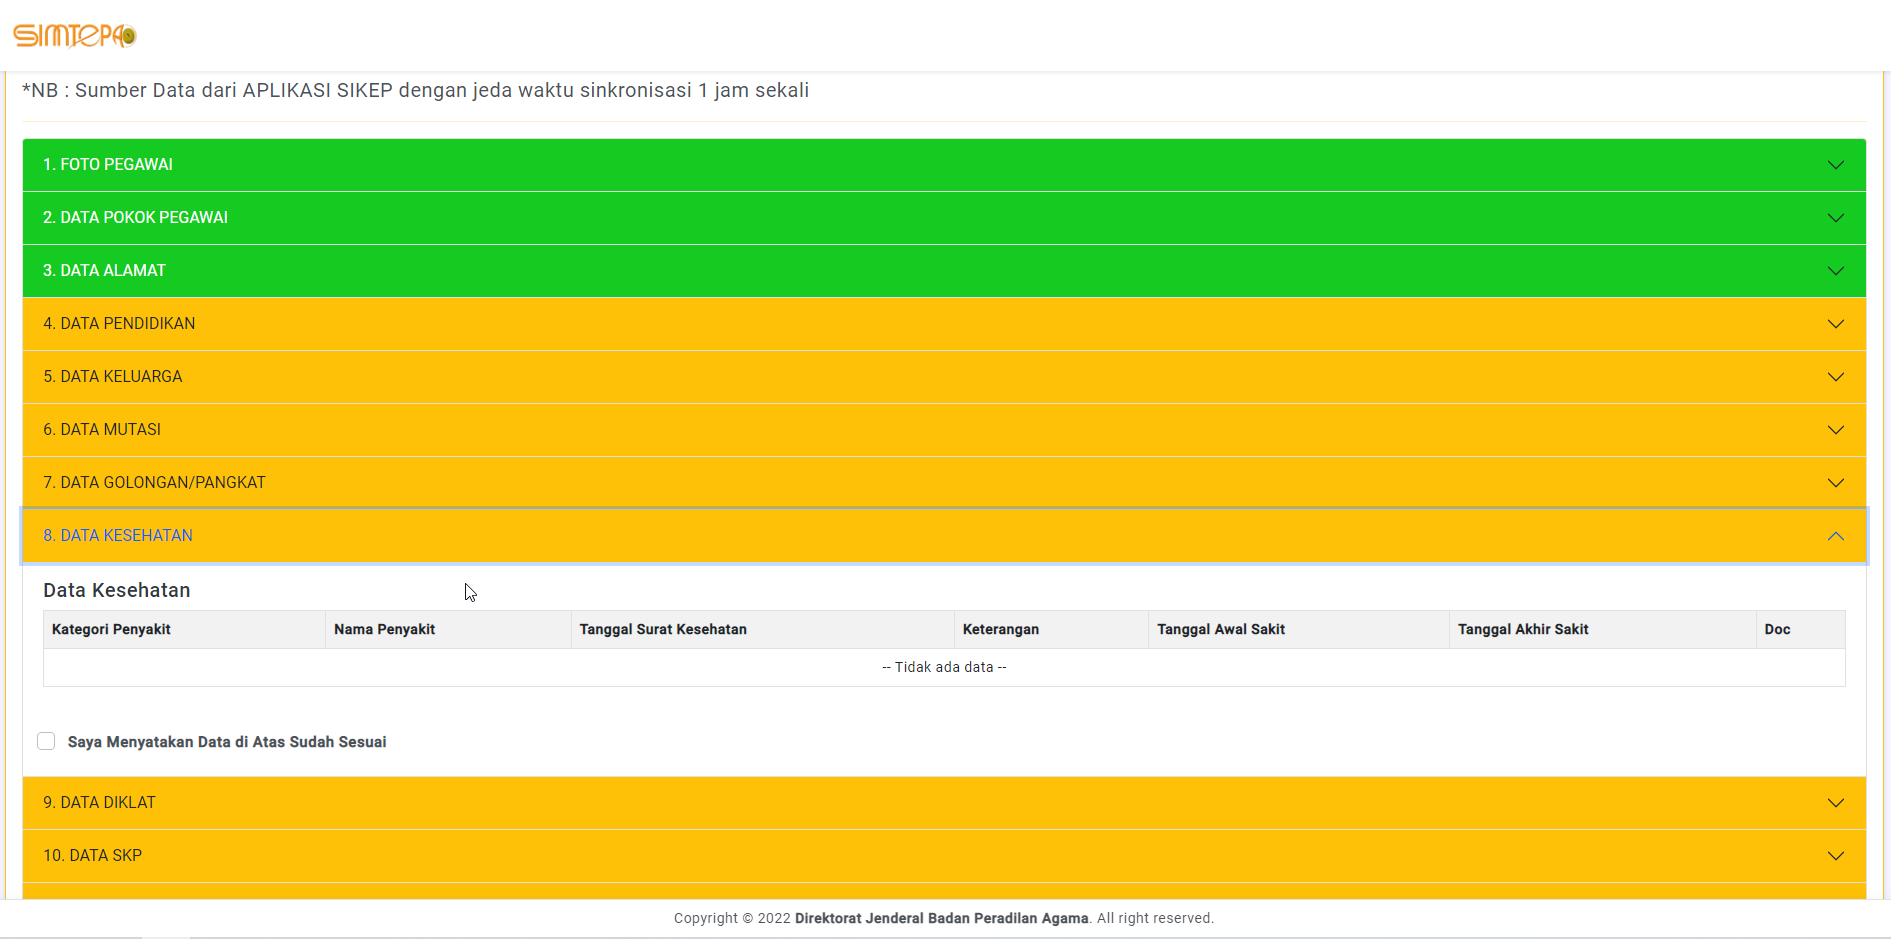 SIMTEPA
*NB : Sumber Data dari APLIKASI SIKEP dengan jeda waktu sinkronisasi 1 jam sekali
1. FOTO PEGAWAI
2. DATA POKOK PEGAWAI
3. DATA ALAMAT
4. DATA PENDIDIKAN
5. DATA KELUARGA
6. DATA MUTASI
7. DATA GOLONGAN/PANGKAT
8. DATA KESEHATAN
Data Kesehatan
Kategori Penyakit Nama Penyakit Tanggal Surat Kesehatan Keterangan Tanggal Awal Sakit Tanggal Akhir Sakit Doc
-- Tidak ada data --
Saya Menyatakan Data di Atas Sudah Sesuai
9. DATA DIKLAT
10. DATA SKP
Copyright © 2022 Direktorat Jenderal Badan Peradilan Agama. All right reserved.